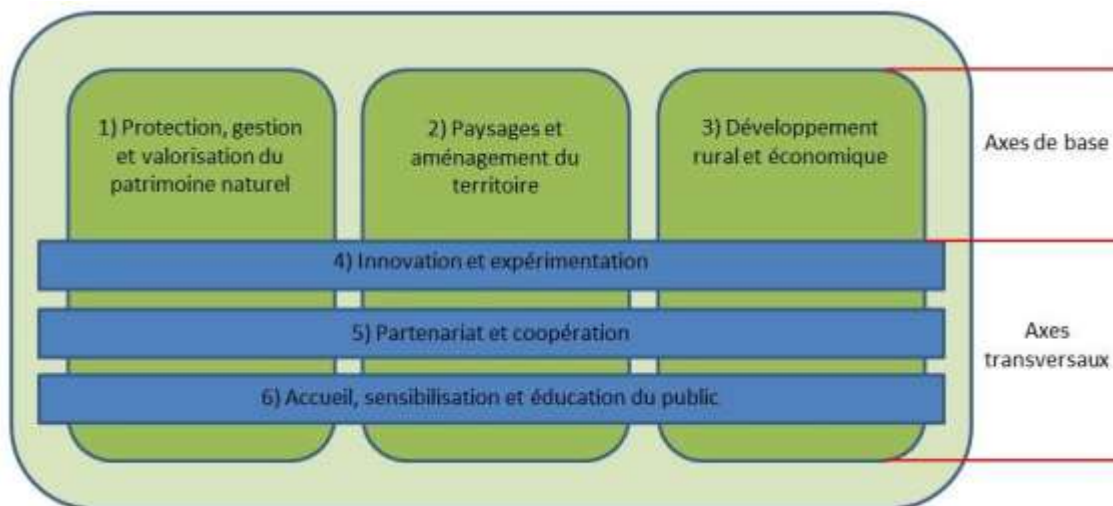 1) Protection, gestion
et valorisation du
patrimoine naturel
2) Paysages et
aménagement du
territoire
3) Développement
rural et économique
Axes de base
4) Innovation et expérimentation
5) Partenariat et coopération
6) Accueil, sensibilisation et éducation du public
Axes
transversaux